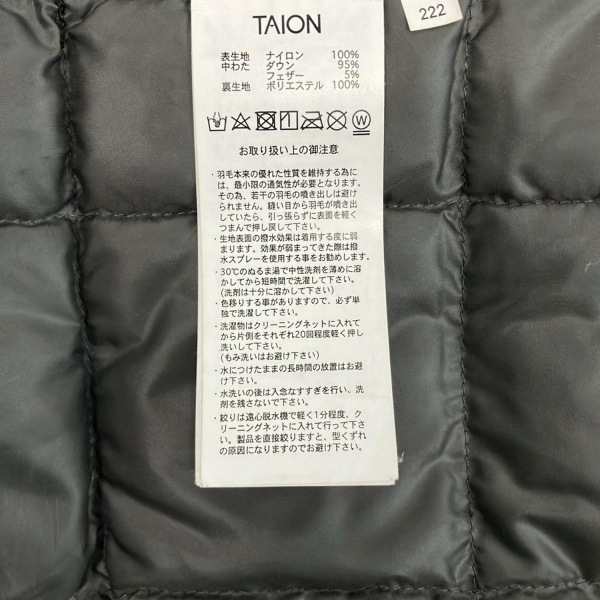 TAION
222
表生地 ナイロン 100%
中わた ダウン 95%
フェザー 5%
裏生地 ポリエステル 100%
W
お取り扱い上の御注意
・羽毛本来の優れた性質を維持する為に
は、最小限の通気性が必要となります。
その為、若干の羽毛の噴き出しは避け
られません。縫い目から羽毛が噴き出
していたら、引っ張らずに表面を軽く
つまんで押し戻して下さい。
・生地表面の撥水効果は着用する度に弱
まります。効果が弱まってきた際は撥
水スプレーを使用する事をお勧めします。
・30℃のぬるま湯で中性洗剤を薄めに溶
かしてから短時間で洗濯して下さい。
(洗剤は十分に溶かして下さい)
・色移りする事がありますので、必ず単
独で洗濯して下さい。
・洗濯物はクリーニングネットに入れて
から片側をそれぞれ20回程度軽く押し
洗いして下さい。
(もみ洗いはお避け下さい)
・水につけたままの長時間の放置はお避
け下さい。
・水洗いの後は入念なすすぎを行い、洗
剤を残さないで下さい。
・絞りは遠心脱水機で軽く1分程度、ク
リーニングネットに入れて行って下さ
い。製品を直接絞りますと、型くずれ
の原因になりますのでお避け下さい。